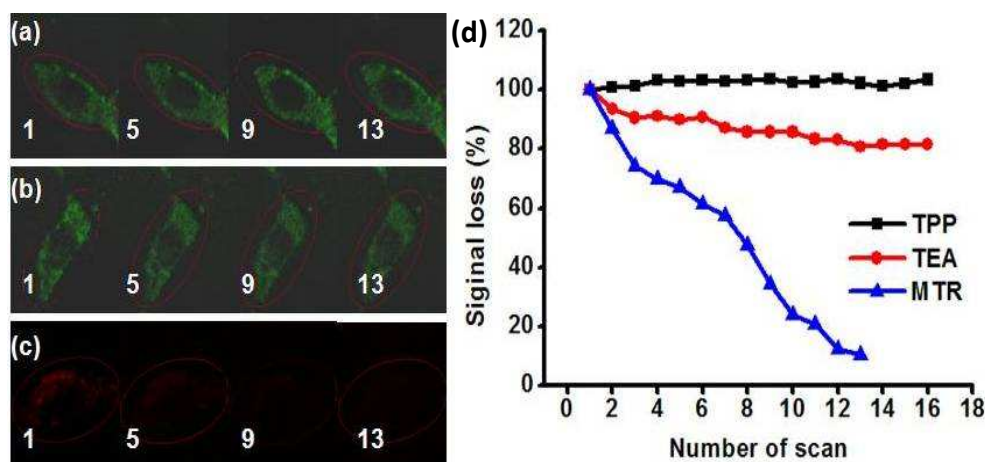 (a)
1 5 9 13
(b)
1 5 9 13
(c)
1 5 9 13
(d)
120
100
80
60
40
20
0
Siginal loss (%)
TPP
TEA
MTR
0 2 4 6 8 10 12 14 16 18
Number of scan